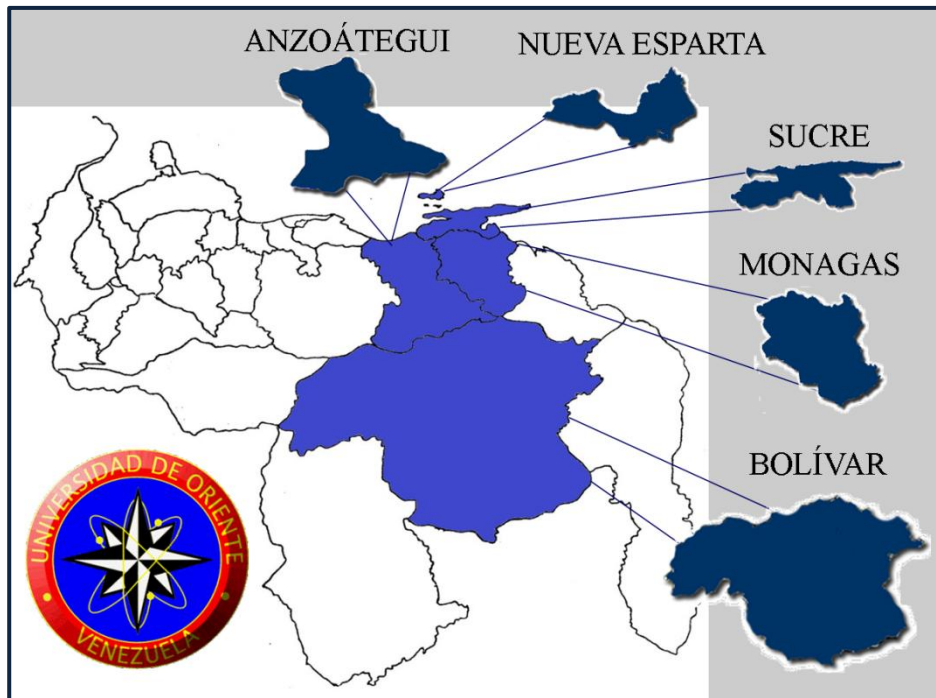 ANZOÁTEGUI
NUEVA ESPARTA
SUCRE
MONAGAS
BOLÍVAR
UNIVERSIDAD DE ORIENTE
VENEZUELA